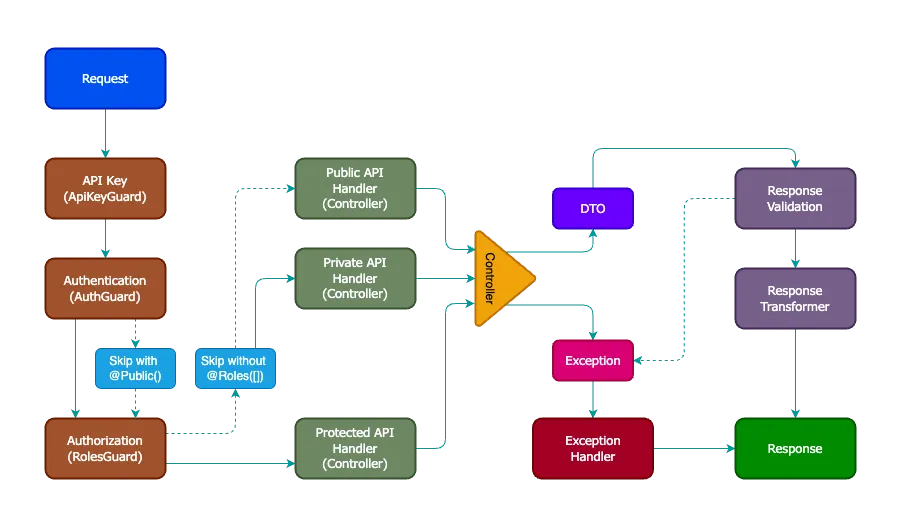 Request
API Key
(ApiKeyGuard)
Authentication
(AuthGuard)
Skip with
@Public()
Skip without
@Roles([])
Authorization
(RolesGuard)
Public API
Handler
(Controller)
Private API
Handler
(Controller)
Protected API
Handler
(Controller)
Controller
DTO
Exception
Exception
Handler
Response
Validation
Response
Transformer
Response